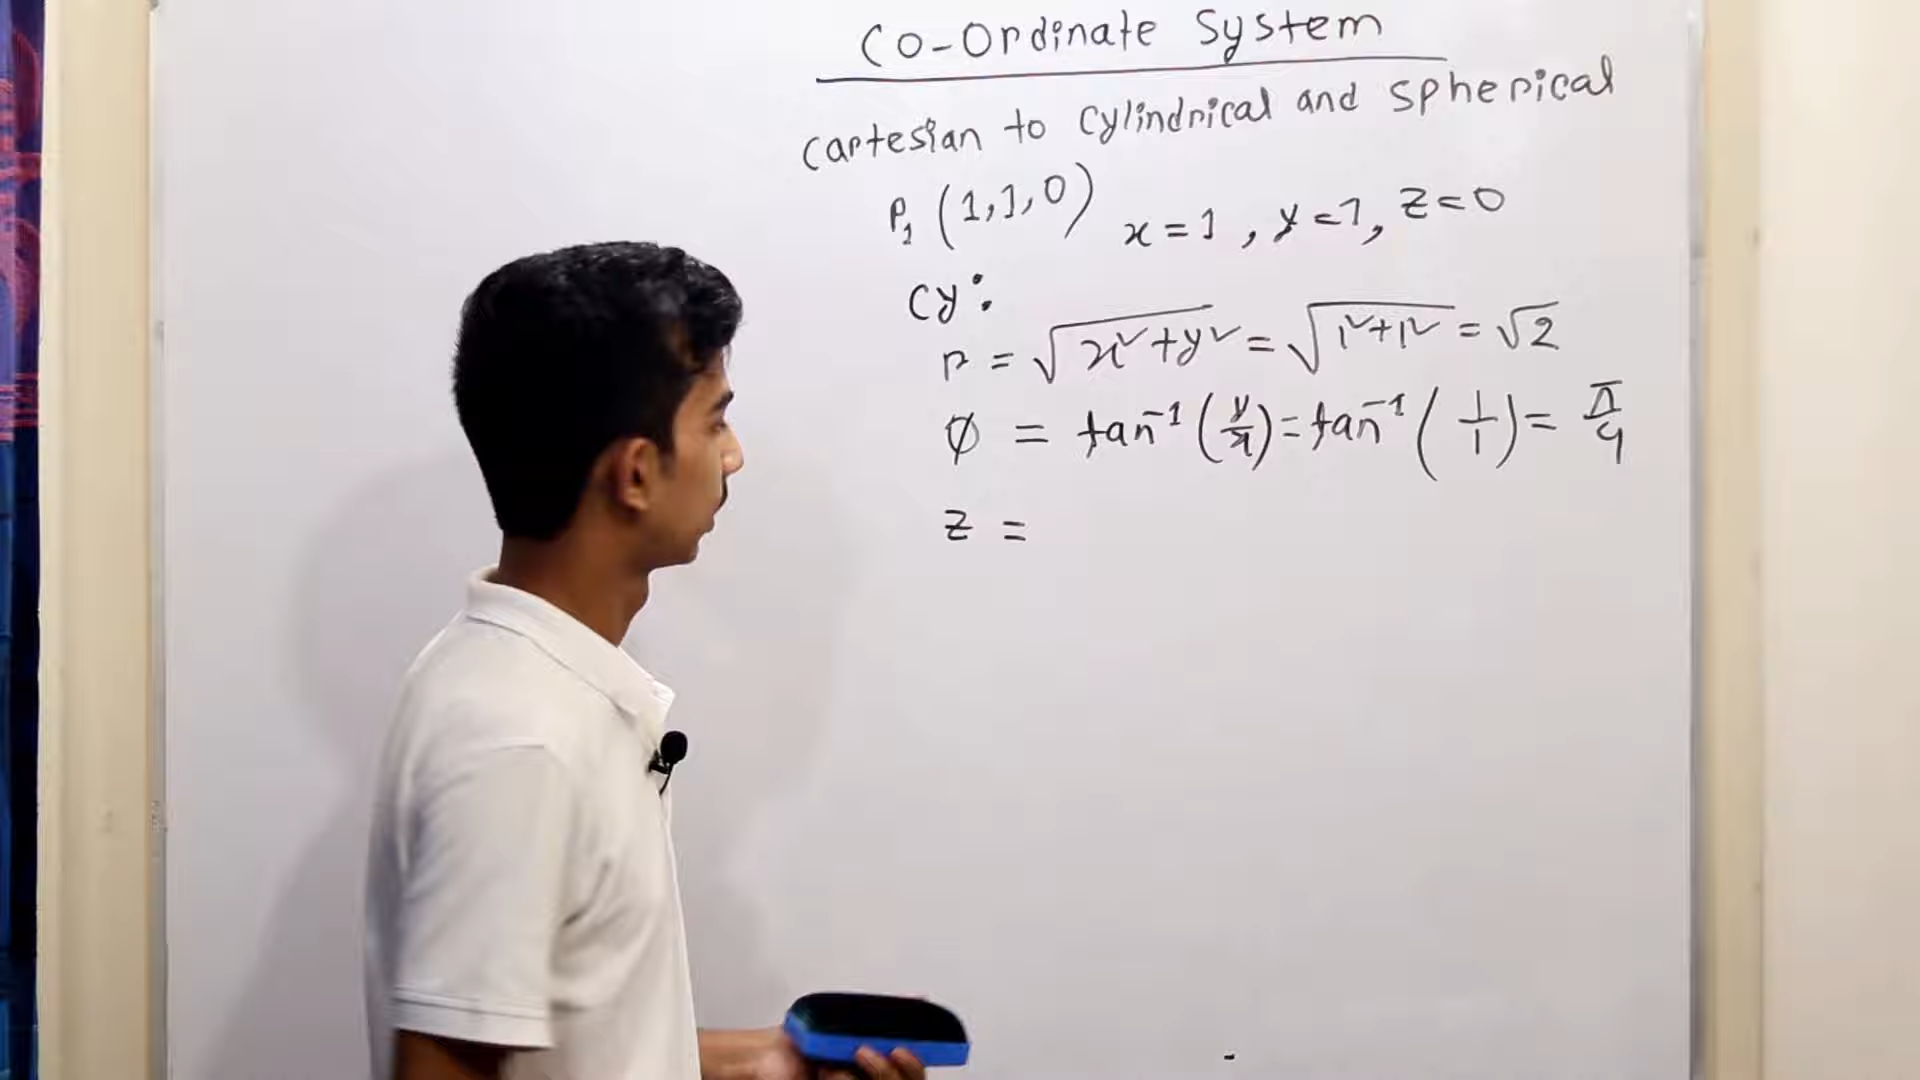 Co-Ordinate System
Cartesian to Cylindrical and Spherical
P₁ (1,1,0) x=1, y=1, z=0
Cy:
r = √(x²+y²) = √(1²+1²) = √2
φ = tan⁻¹(y/x) = tan⁻¹(1/1) = π/4
z =